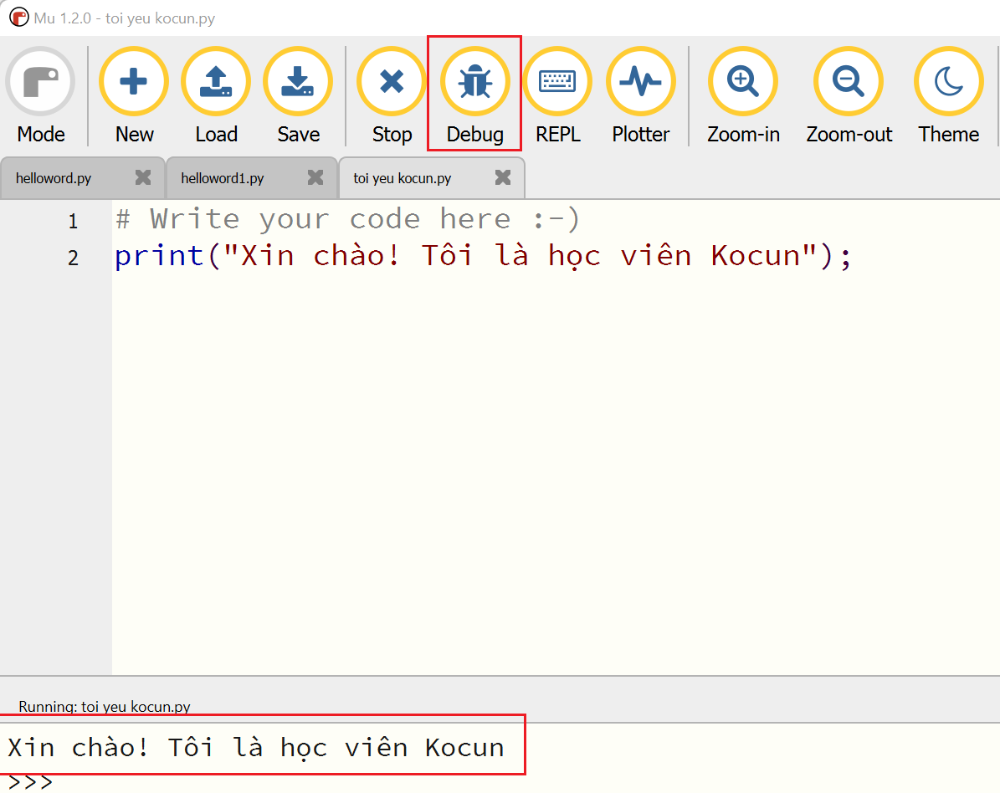 Mu 1.2.0 - toi yeu kocun.py
Mode New Load Save Stop Debug REPL Plotter Zoom-in Zoom-out Theme
helloword.py helloword1.py toi yeu kocun.py
1 # Write your code here :-)
2 print("Xin chào! Tôi là học viên Kocun");
Running: toi yeu kocun.py
Xin chào! Tôi là học viên Kocun
>>>